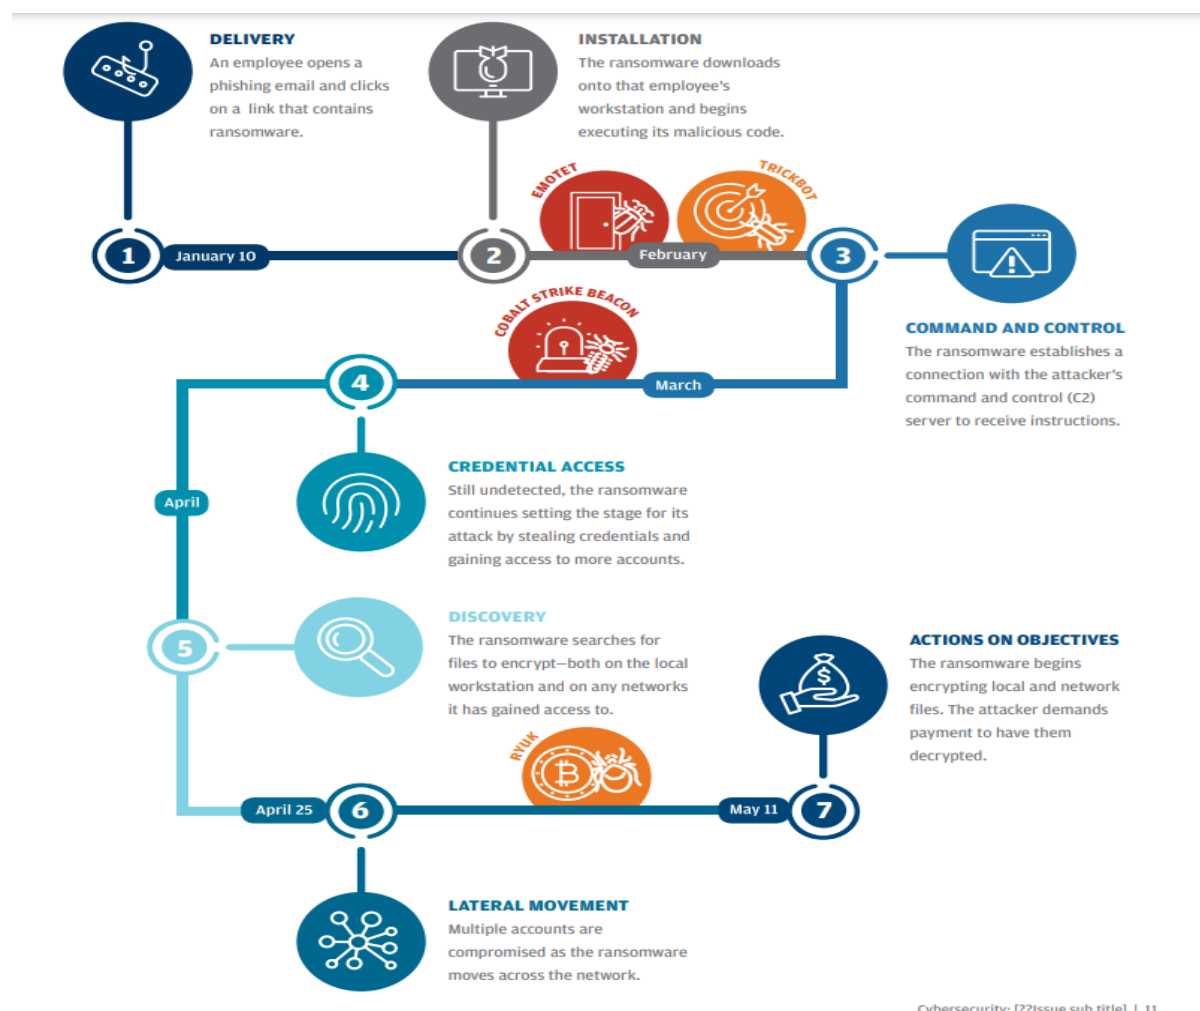 DELIVERY
An employee opens a
phishing email and clicks
on a link that contains
ransomware.
INSTALLATION
The ransomware downloads
onto that employee's
workstation and begins
executing its malicious code.
EMOTET
TRICKBOT
1
January 10
2
February
3
COMMAND AND CONTROL
The ransomware establishes a
connection with the attacker's
command and control (C2)
server to receive instructions.
COBALT STRIKE BEACON
4
March
CREDENTIAL ACCESS
Still undetected, the ransomware
continues setting the stage for its
attack by stealing credentials and
gaining access to more accounts.
April
5
DISCOVERY
The ransomware searches for
files to encrypt—both on the local
workstation and on any networks
it has gained access to.
ACTIONS ON OBJECTIVES
The ransomware begins
encrypting local and network
files. The attacker demands
payment to have them
decrypted.
$
RYUK
B
April 25
6
May 11
7
LATERAL MOVEMENT
Multiple accounts are
compromised as the ransomware
moves across the network.
Cybersecurity: [??Issue sub title] | 11